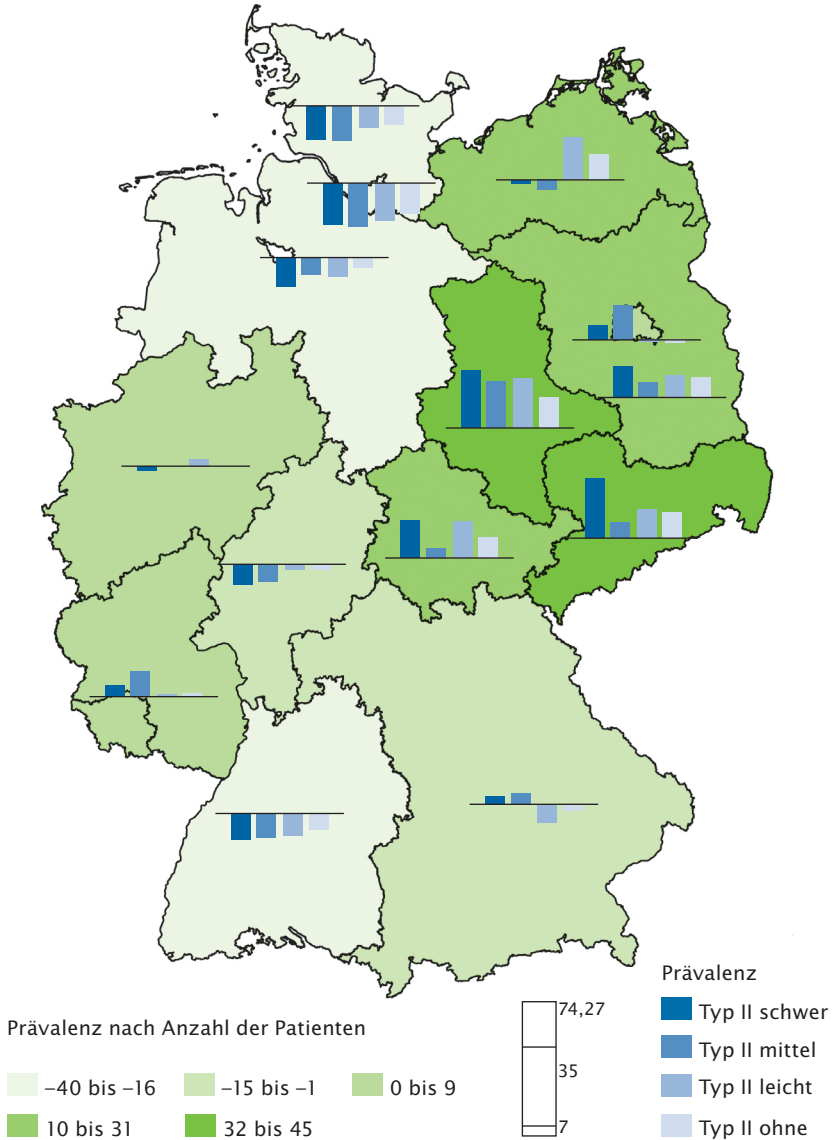 Prävalenz nach Anzahl der Patienten
–40 bis –16
–15 bis –1
0 bis 9
10 bis 31
32 bis 45
74,27
35
7
Prävalenz
Typ II schwer
Typ II mittel
Typ II leicht
Typ II ohne